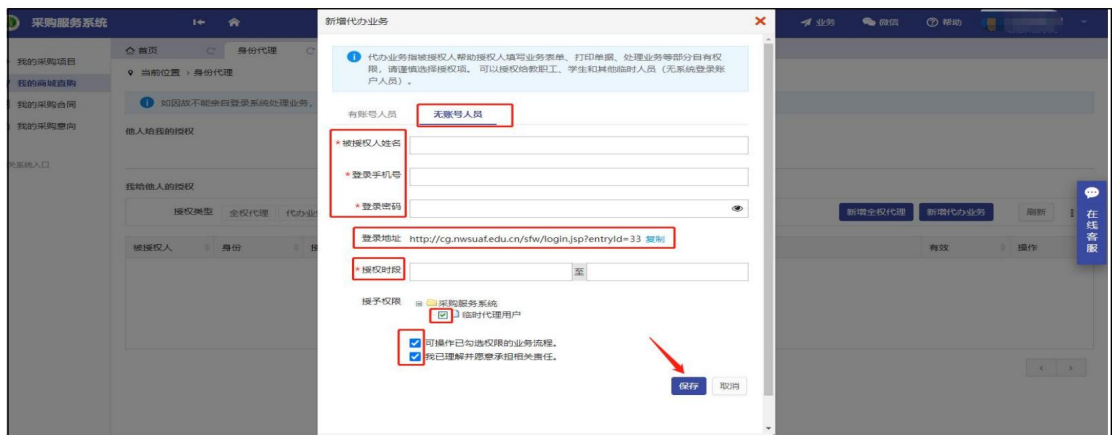 采购服务系统
业务
微信
帮助
我的采购项目
我的商城直购
我的采购合同
我的采购意向
首页
身份代理
当前位置 > 身份代理
如因故不能亲自登录系统处理业务，
他人给我的授权
我给他人的授权
授权类型 全权代理
新增全权代理 新增代办业务 刷新
被授权人 身份 有效 操作
在线客服
新增代办业务
代办业务指被授权人帮助授权人填写业务表单、打印单据、处理业务等部分自有权
限，请谨慎选择授权项。 可以授权给教职工、学生和其他临时人员（无系统登录账
户人员）。
有账号人员 无账号人员
*被授权人姓名
*登录手机号
*登录密码
登录地址 http://cg.nwsuaf.edu.cn/sfw/login.jsp?entryId=33 复制
*授权时段 至
授予权限 采购服务系统
临时代理用户
可操作已勾选权限的业务流程。
我已理解并愿意承担相关责任。
保存 取消